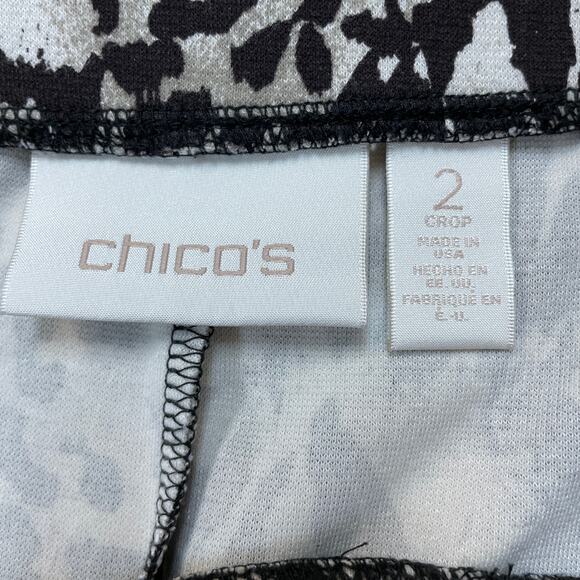 chico's
2
CROP
MADE IN
USA
HECHO EN
EE. UU.
FABRIQUÉ EN
É.-U.